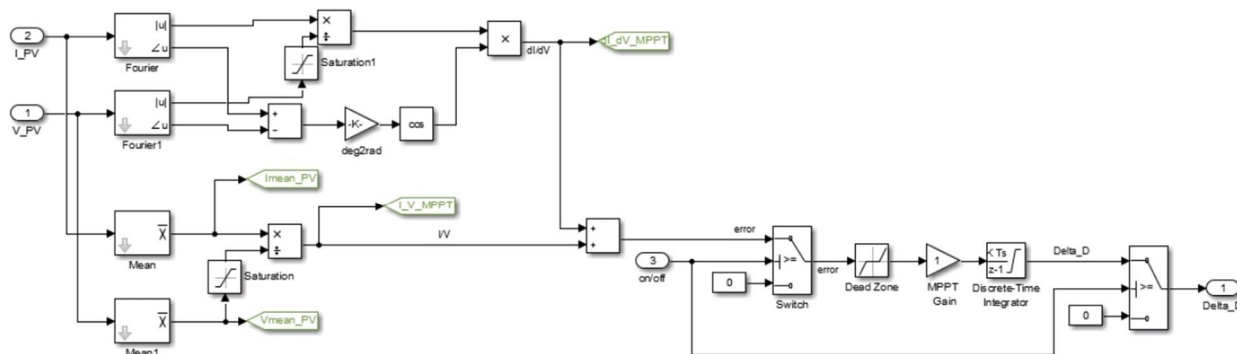 2
I_PV
|u|
∠u
Fourier
1
V_PV
|u|
∠u
Fourier1
×
÷
Saturation1
+
−
-K-
deg2rad
cos
×
dI/dV
dI_dV_MPPT
Imean_PV
I_V_MPPT
x
Mean
×
÷
I/V
Saturation
x
Mean1
Vmean_PV
+
+
error
3
on/off
>=
0
Switch
error
Dead Zone
1
MPPT
Gain
K Ts
z-1
Discrete-Time
Integrator
Delta_D
>=
0
1
Delta_D